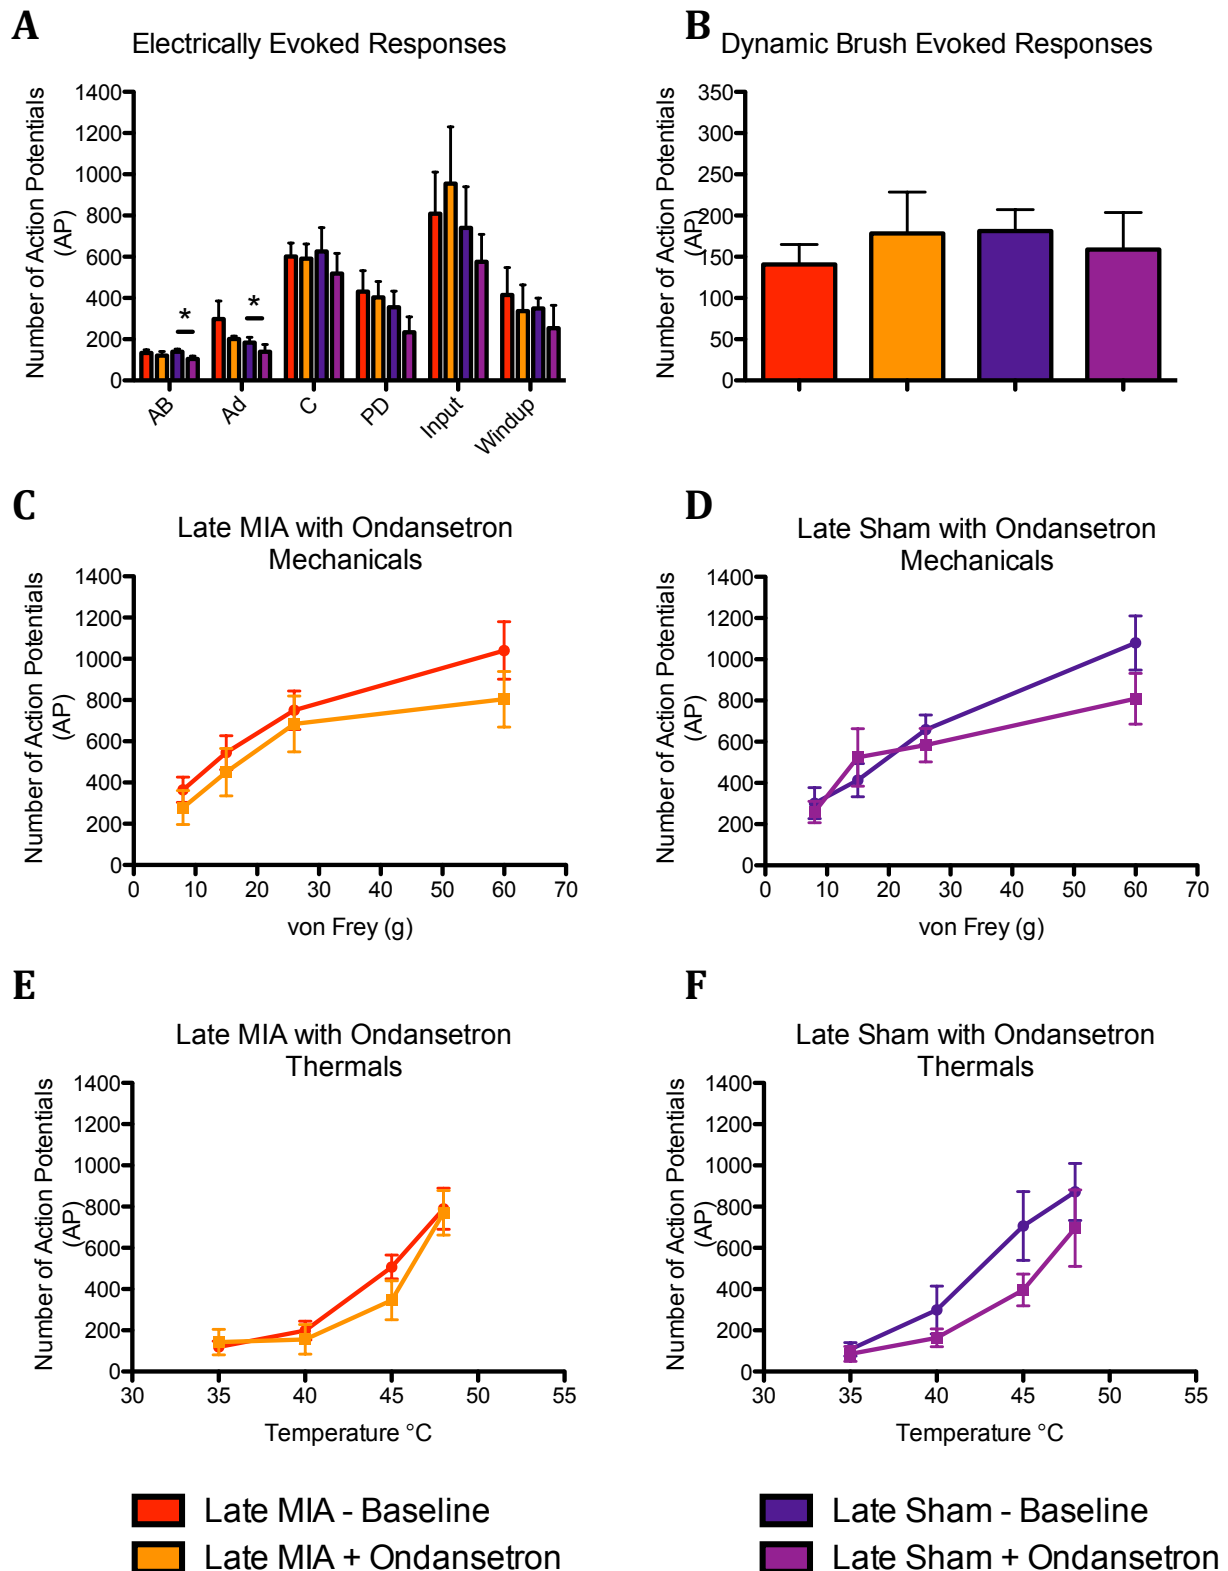 A
Electrically Evoked Responses
Number of Action Potentials
(AP)
1400
1200
1000
800
600
400
200
0
*
*
AB
Ad
C
PD
Input
Windup
B
Dynamic Brush Evoked Responses
Number of Action Potentials
(AP)
350
300
250
200
150
100
50
0
C
Late MIA with Ondansetron
Mechanicals
Number of Action Potentials
(AP)
1400
1200
1000
800
600
400
200
0
0 10 20 30 40 50 60 70
von Frey (g)
D
Late Sham with Ondansetron
Mechanicals
Number of Action Potentials
(AP)
1400
1200
1000
800
600
400
200
0
0 10 20 30 40 50 60 70
von Frey (g)
E
Late MIA with Ondansetron
Thermals
Number of Action Potentials
(AP)
1400
1200
1000
800
600
400
200
0
30 35 40 45 50 55
Temperature °C
F
Late Sham with Ondansetron
Thermals
Number of Action Potentials
(AP)
1400
1200
1000
800
600
400
200
0
30 35 40 45 50 55
Temperature °C
Late MIA - Baseline
Late MIA + Ondansetron
Late Sham - Baseline
Late Sham + Ondansetron